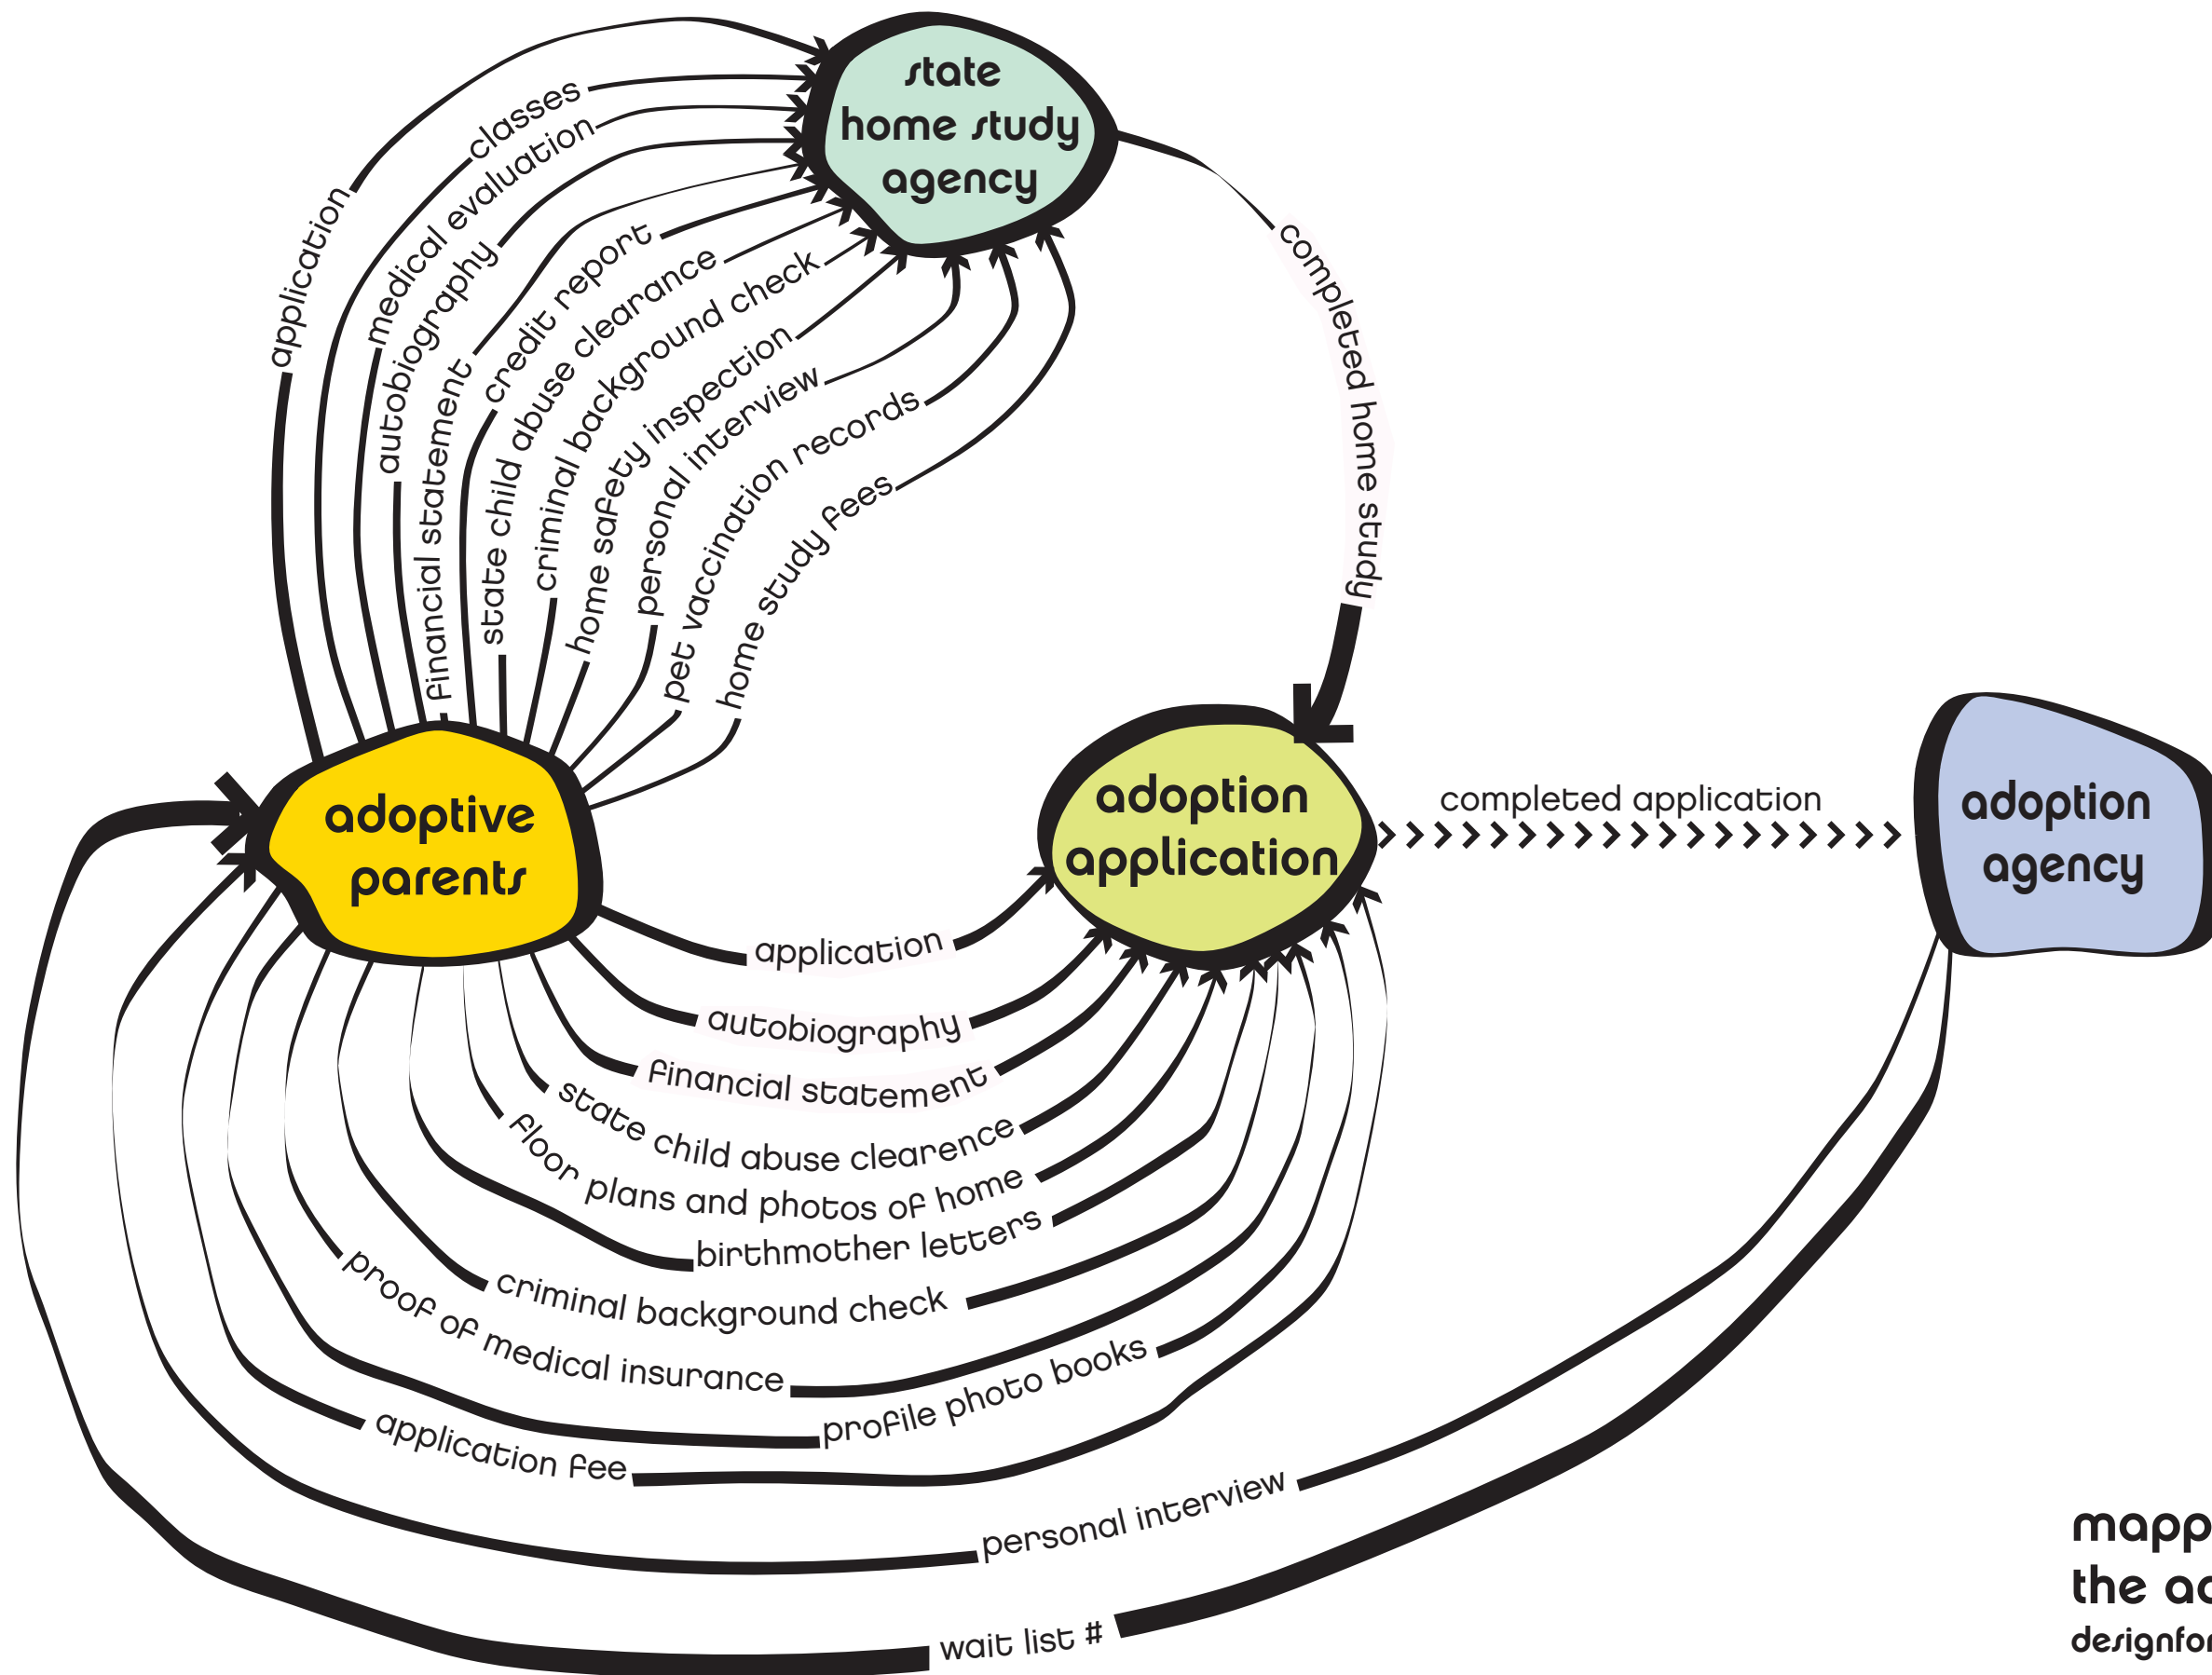 state
home study
agency
classes
medical evaluation
application
autobiography
financial statement
credit report
state child abuse clearance
criminal background check
home safety inspection
personal interview
pet vaccination records
home study fees
completed home study
adoptive
parents
adoption
application
completed application
adoption
agency
application
autobiography
financial statement
state child abuse clearence
floor plans and photos of home
birthmother letters
criminal background check
proof of medical insurance
profile photo books
application fee
personal interview
wait list #
mapp
the
designfor